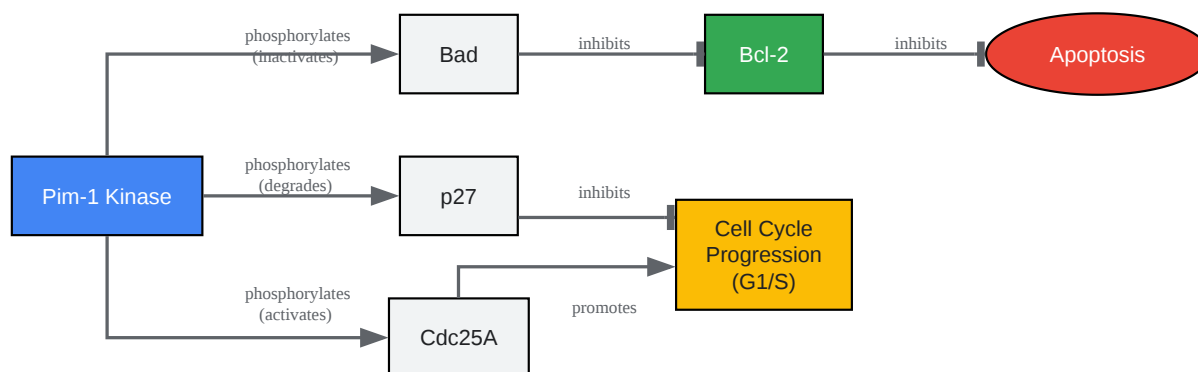 phosphorylates
(inactivates)
Bad
inhibits
Bcl-2
inhibits
Apoptosis
Pim-1 Kinase
phosphorylates
(degrades)
p27
inhibits
Cell Cycle
Progression
(G1/S)
phosphorylates
(activates)
Cdc25A
promotes